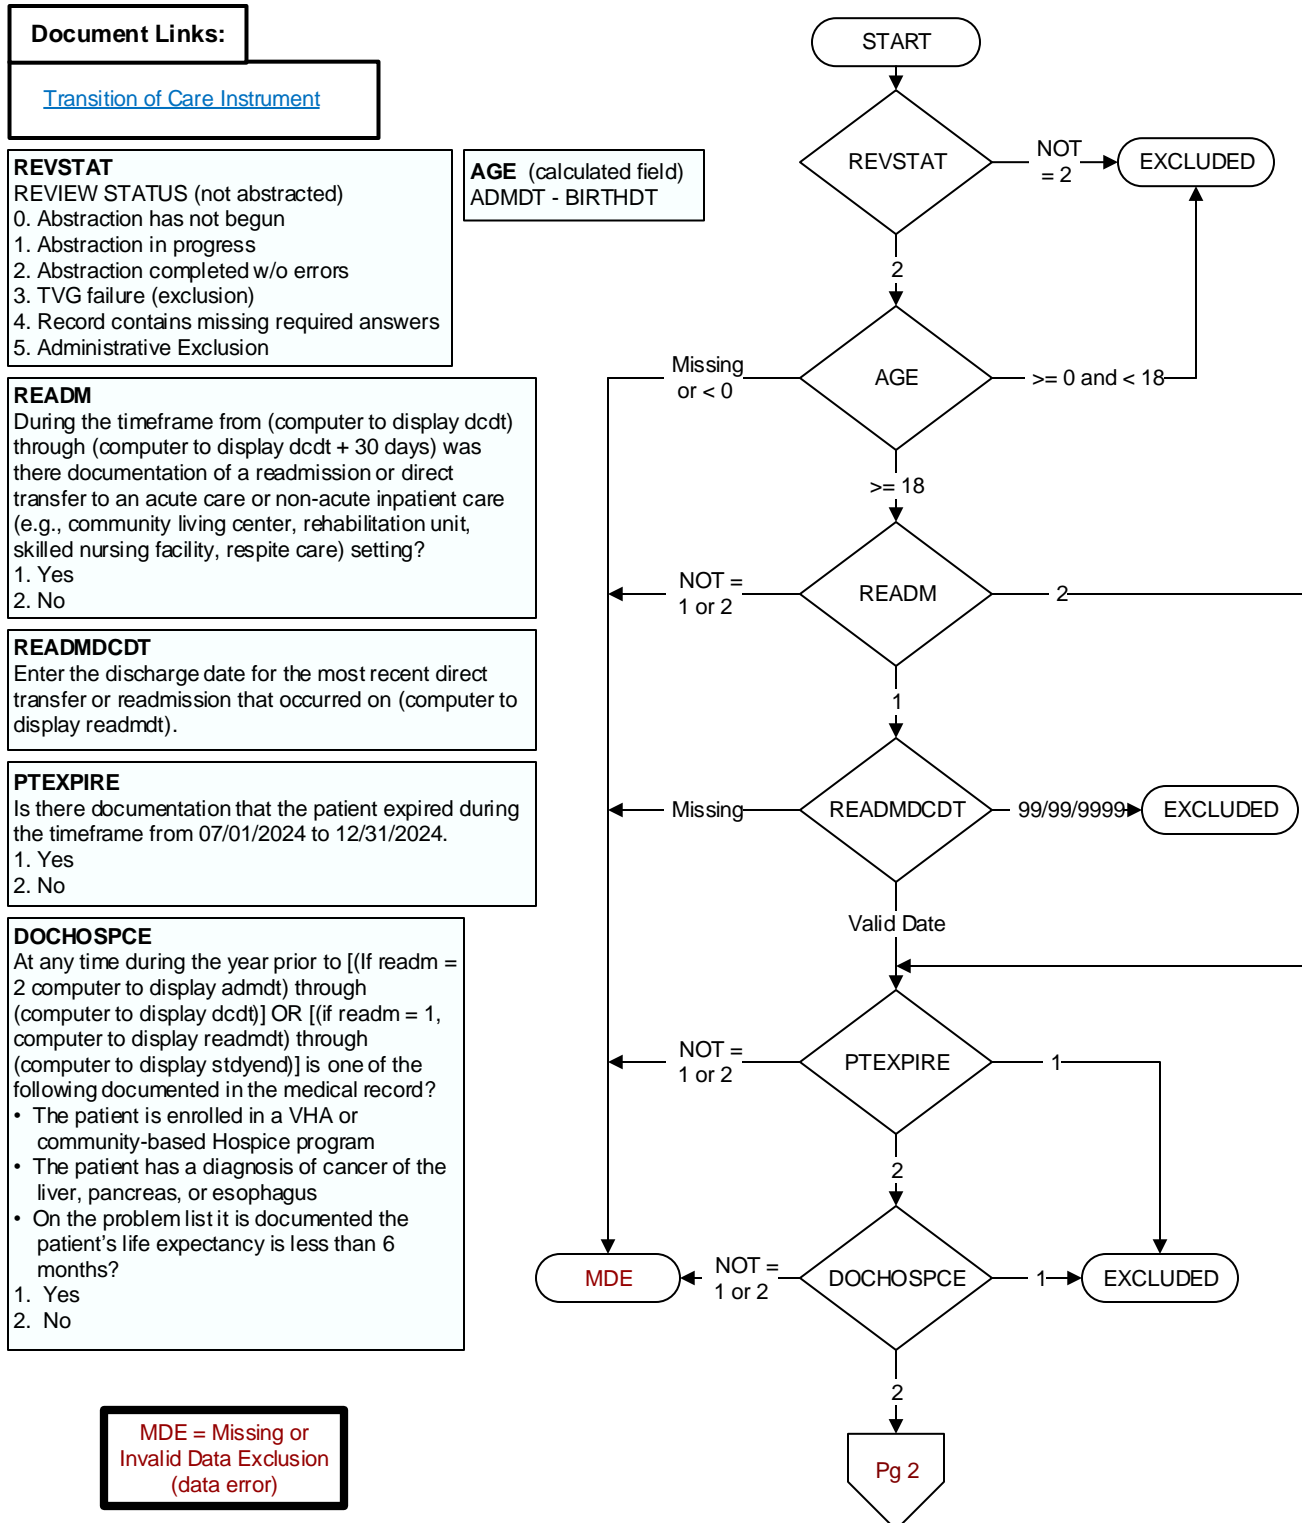 Document Links:
Transition of Care Instrument
REVSTAT
REVIEW STATUS (not abstracted)
0. Abstraction has not begun
1. Abstraction in progress
2. Abstraction completed w/o errors
3. TVG failure (exclusion)
4. Record contains missing required answers
5. Administrative Exclusion
AGE (calculated field)
ADMDT - BIRTHDT
READM
During the timeframe from (computer to display dcdt)
through (computer to display dcdt + 30 days) was
there documentation of a readmission or direct
transfer to an acute care or non-acute inpatient care
(e.g., community living center, rehabilitation unit,
skilled nursing facility, respite care) setting?
1. Yes
2. No
READMDCDT
Enter the discharge date for the most recent direct
transfer or readmission that occurred on (computer to
display readmdt).
PTEXPIRE
Is there documentation that the patient expired during
the timeframe from 07/01/2024 to 12/31/2024.
1. Yes
2. No
DOCHOSPCE
At any time during the year prior to [(If readm =
2 computer to display admdt) through
(computer to display dcdt)] OR [(if readm = 1,
computer to display readmdt) through
(computer to display stdyend)] is one of the
following documented in the medical record?
• The patient is enrolled in a VHA or
community-based Hospice program
• The patient has a diagnosis of cancer of the
liver, pancreas, or esophagus
• On the problem list it is documented the
patient's life expectancy is less than 6
months?
1. Yes
2. No
MDE = Missing or
Invalid Data Exclusion
(data error)
START
REVSTAT
NOT
= 2
EXCLUDED
2
Missing
or < 0
AGE
>= 0 and < 18
>= 18
NOT =
1 or 2
READM
2
1
Missing
READMDCDT
99/99/9999
EXCLUDED
Valid Date
NOT =
1 or 2
PTEXPIRE
1
2
MDE
NOT =
1 or 2
DOCHOSPCE
1
EXCLUDED
2
Pg 2